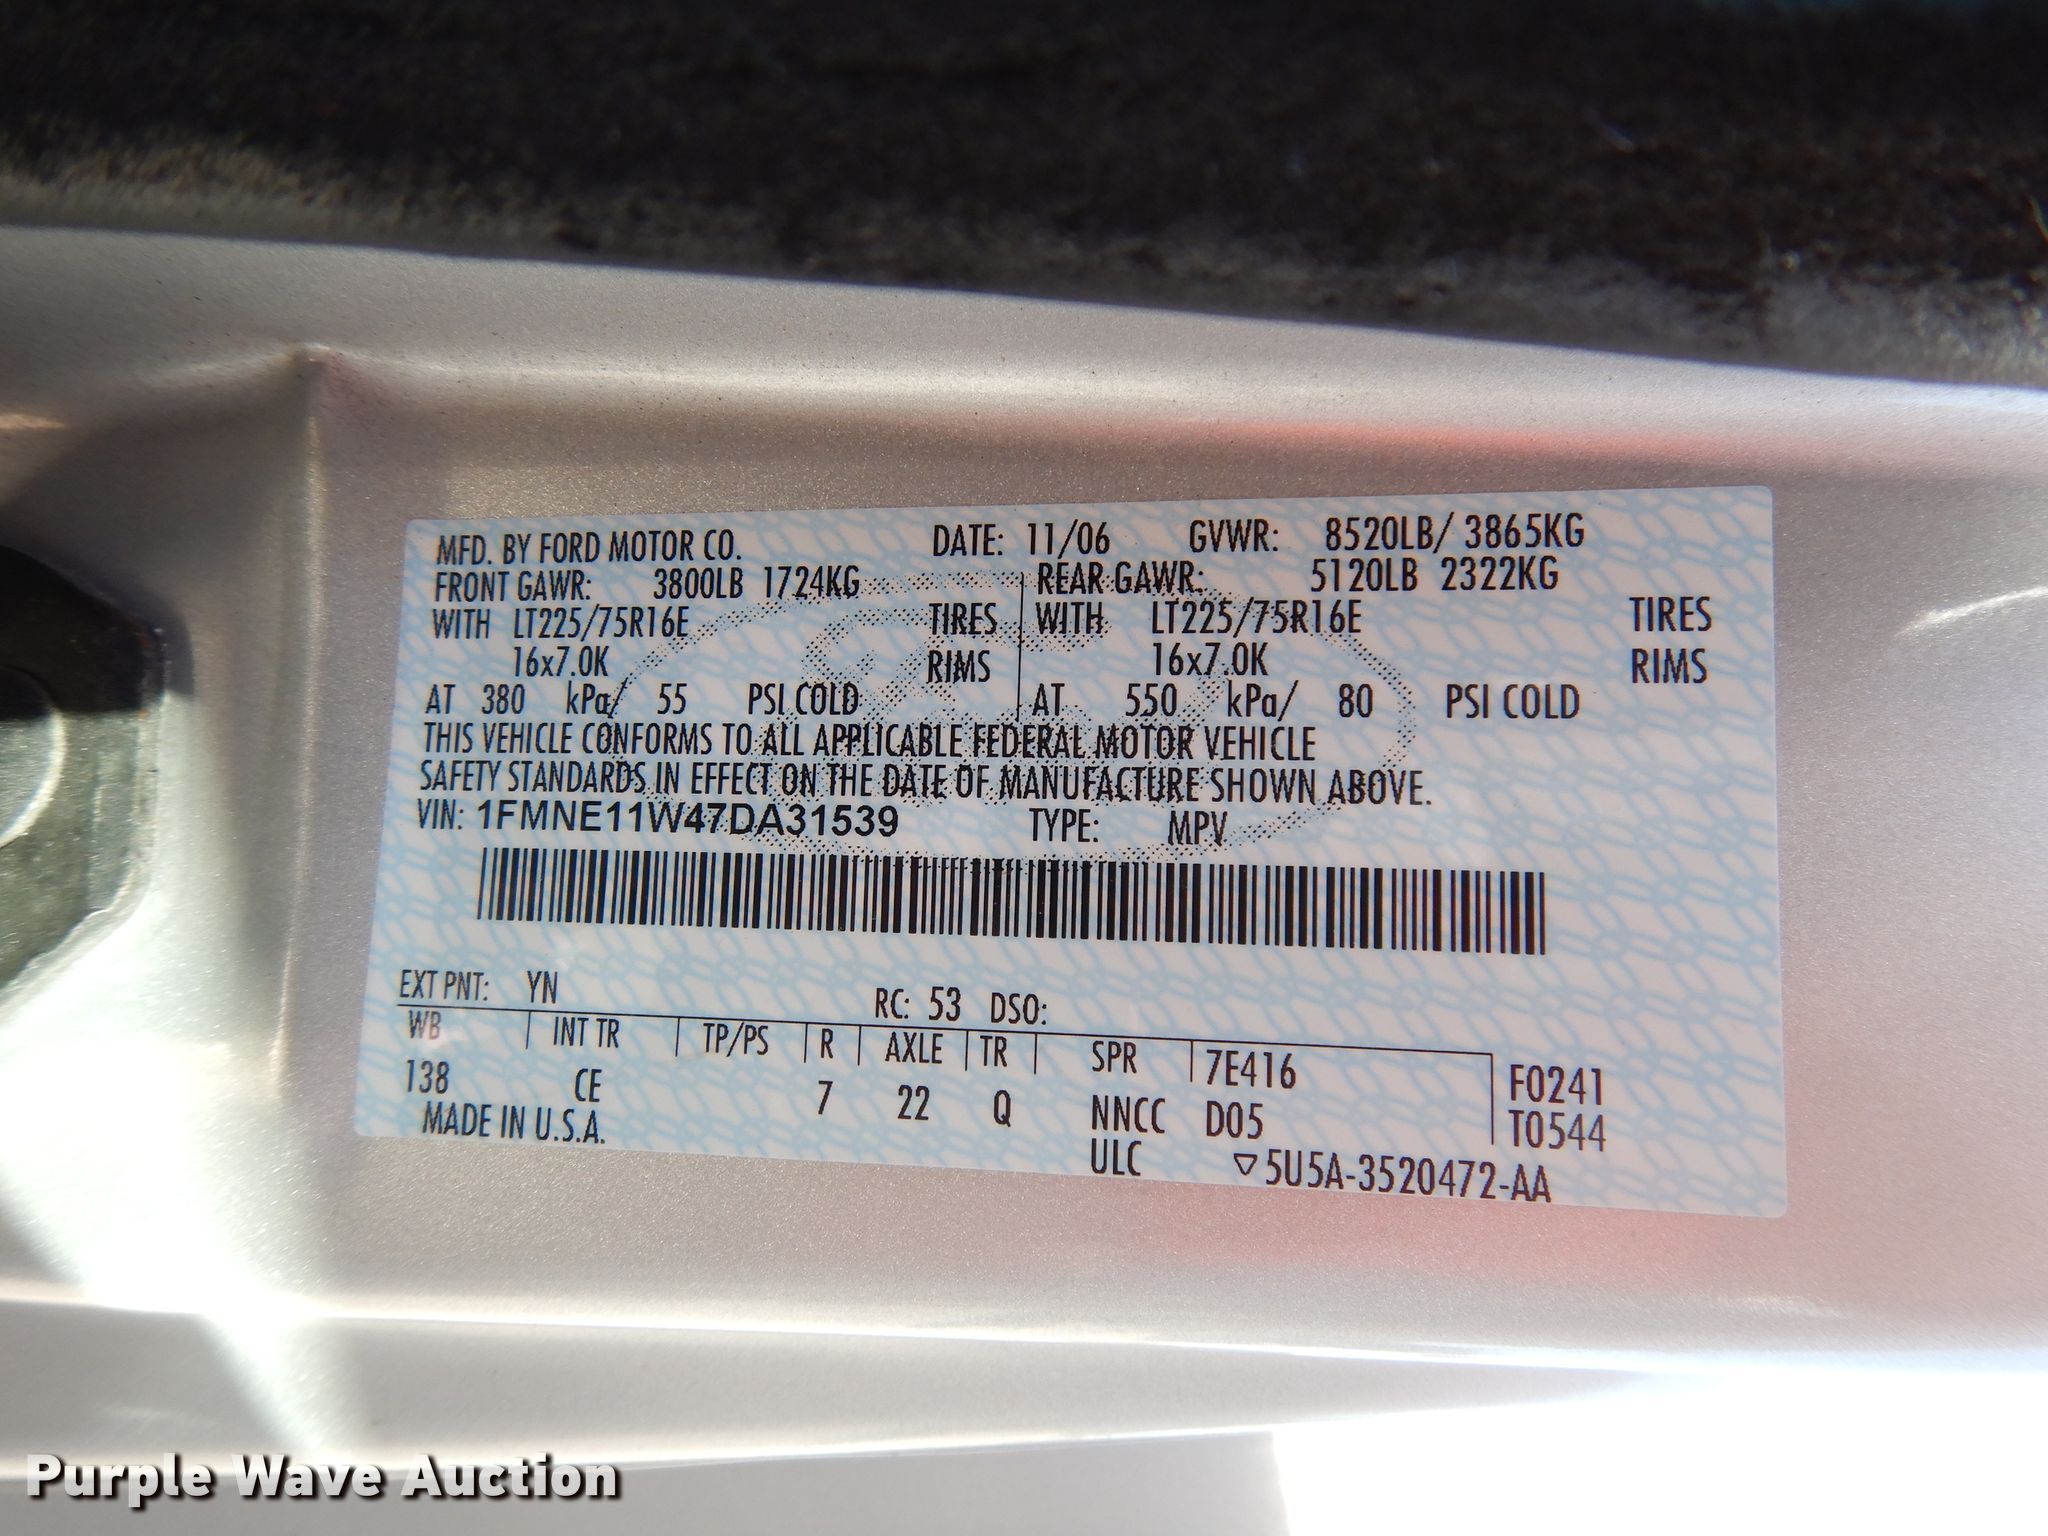 MFD. BY FORD MOTOR CO. DATE: 11/06 GVWR: 8520LB/ 3865KG
FRONT GAWR: 3800LB 1724KG REAR GAWR: 5120LB 2322KG
WITH LT225/75R16E TIRES WITH LT225/75R16E TIRES
16x7.0K RIMS 16x7.0K RIMS
AT 380 kPa/ 55 PSI COLD AT 550 kPa/ 80 PSI COLD
THIS VEHICLE CONFORMS TO ALL APPLICABLE FEDERAL MOTOR VEHICLE
SAFETY STANDARDS IN EFFECT ON THE DATE OF MANUFACTURE SHOWN ABOVE.
VIN: 1FMNE11W47DA31539 TYPE: MPV
EXT PNT: YN RC: 53 DSO:
WB INT TR TP/PS R AXLE TR SPR 7E416 F0241
138 CE 7 22 Q NNCC D05 T0544
MADE IN U.S.A. ULC ▽5U5A-3520472-AA
Purple Wave Auction